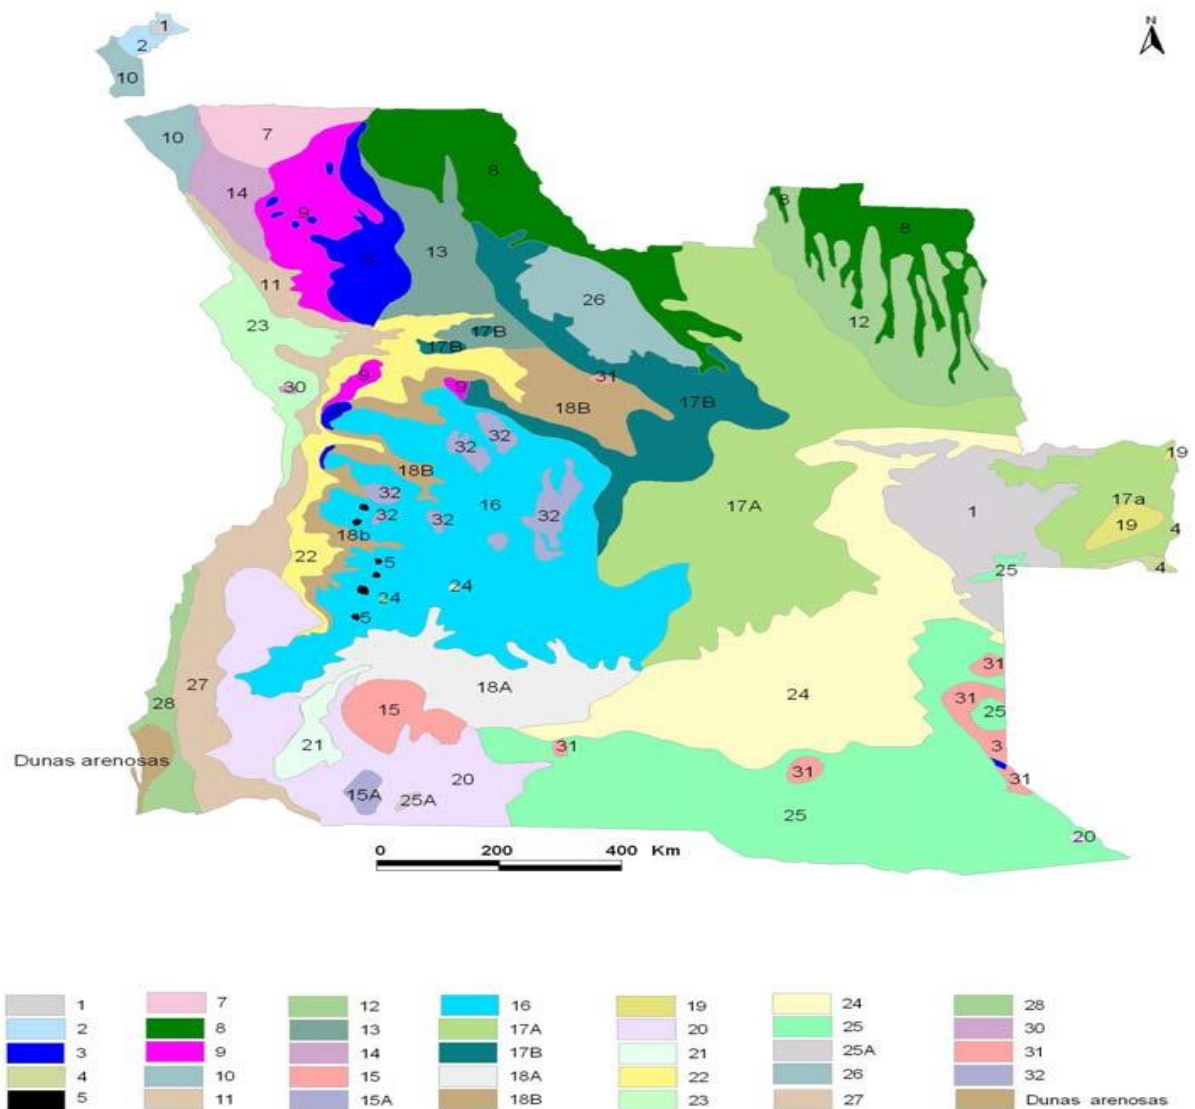 1
N
2
10
10
7
8
14
9
3
13
8
8
11
26
23
12
17B
17B
30
9
9
31
18B
17B
32
32
18B
19
32
16
17A
1
17a
32
32
32
19
4
18b
22
5
24
24
25
4
5
18A
31
27
24
31
28
15
25
21
31
3
Dunas arenosas
20
31
31
15A
25A
25
20
0 200 400 Km
1 7 12 16 19 24 28
2 8 13 17A 20 25 30
3 9 14 17B 21 25A 31
4 10 15 18A 22 26 32
5 11 15A 18B 23 27 Dunas arenosas